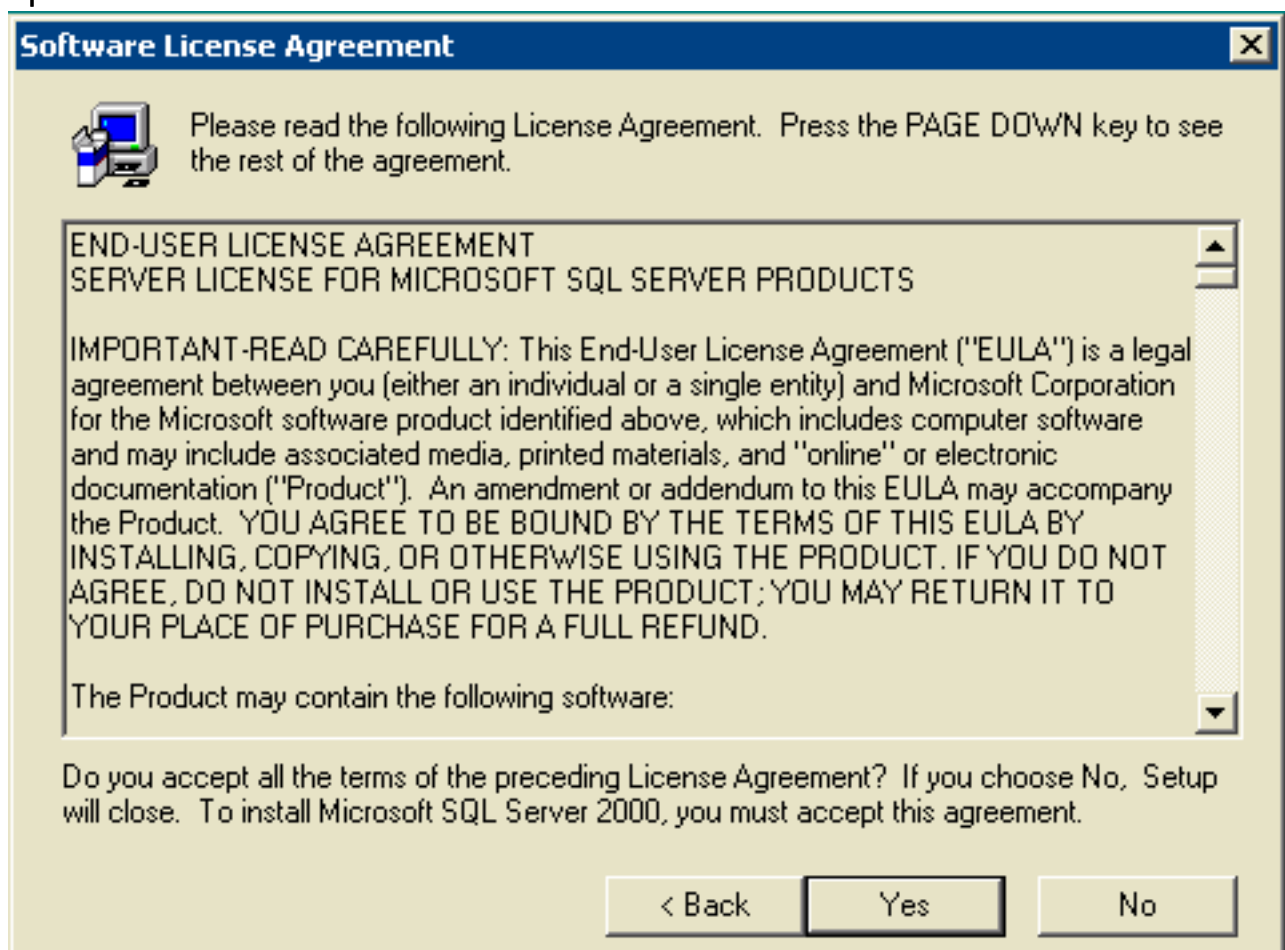 Software License Agreement
Please read the following License Agreement.  Press the PAGE DOWN key to see
the rest of the agreement.
END-USER LICENSE AGREEMENT
SERVER LICENSE FOR MICROSOFT SQL SERVER PRODUCTS
IMPORTANT-READ CAREFULLY: This End-User License Agreement ("EULA") is a legal
agreement between you (either an individual or a single entity) and Microsoft Corporation
for the Microsoft software product identified above, which includes computer software
and may include associated media, printed materials, and "online" or electronic
documentation ("Product").  An amendment or addendum to this EULA may accompany
the Product.  YOU AGREE TO BE BOUND BY THE TERMS OF THIS EULA BY
INSTALLING, COPYING, OR OTHERWISE USING THE PRODUCT. IF YOU DO NOT
AGREE, DO NOT INSTALL OR USE THE PRODUCT; YOU MAY RETURN IT TO
YOUR PLACE OF PURCHASE FOR A FULL REFUND.
The Product may contain the following software:
Do you accept all the terms of the preceding License Agreement?  If you choose No,  Setup
will close.  To install Microsoft SQL Server 2000, you must accept this agreement.
< Back
Yes
No